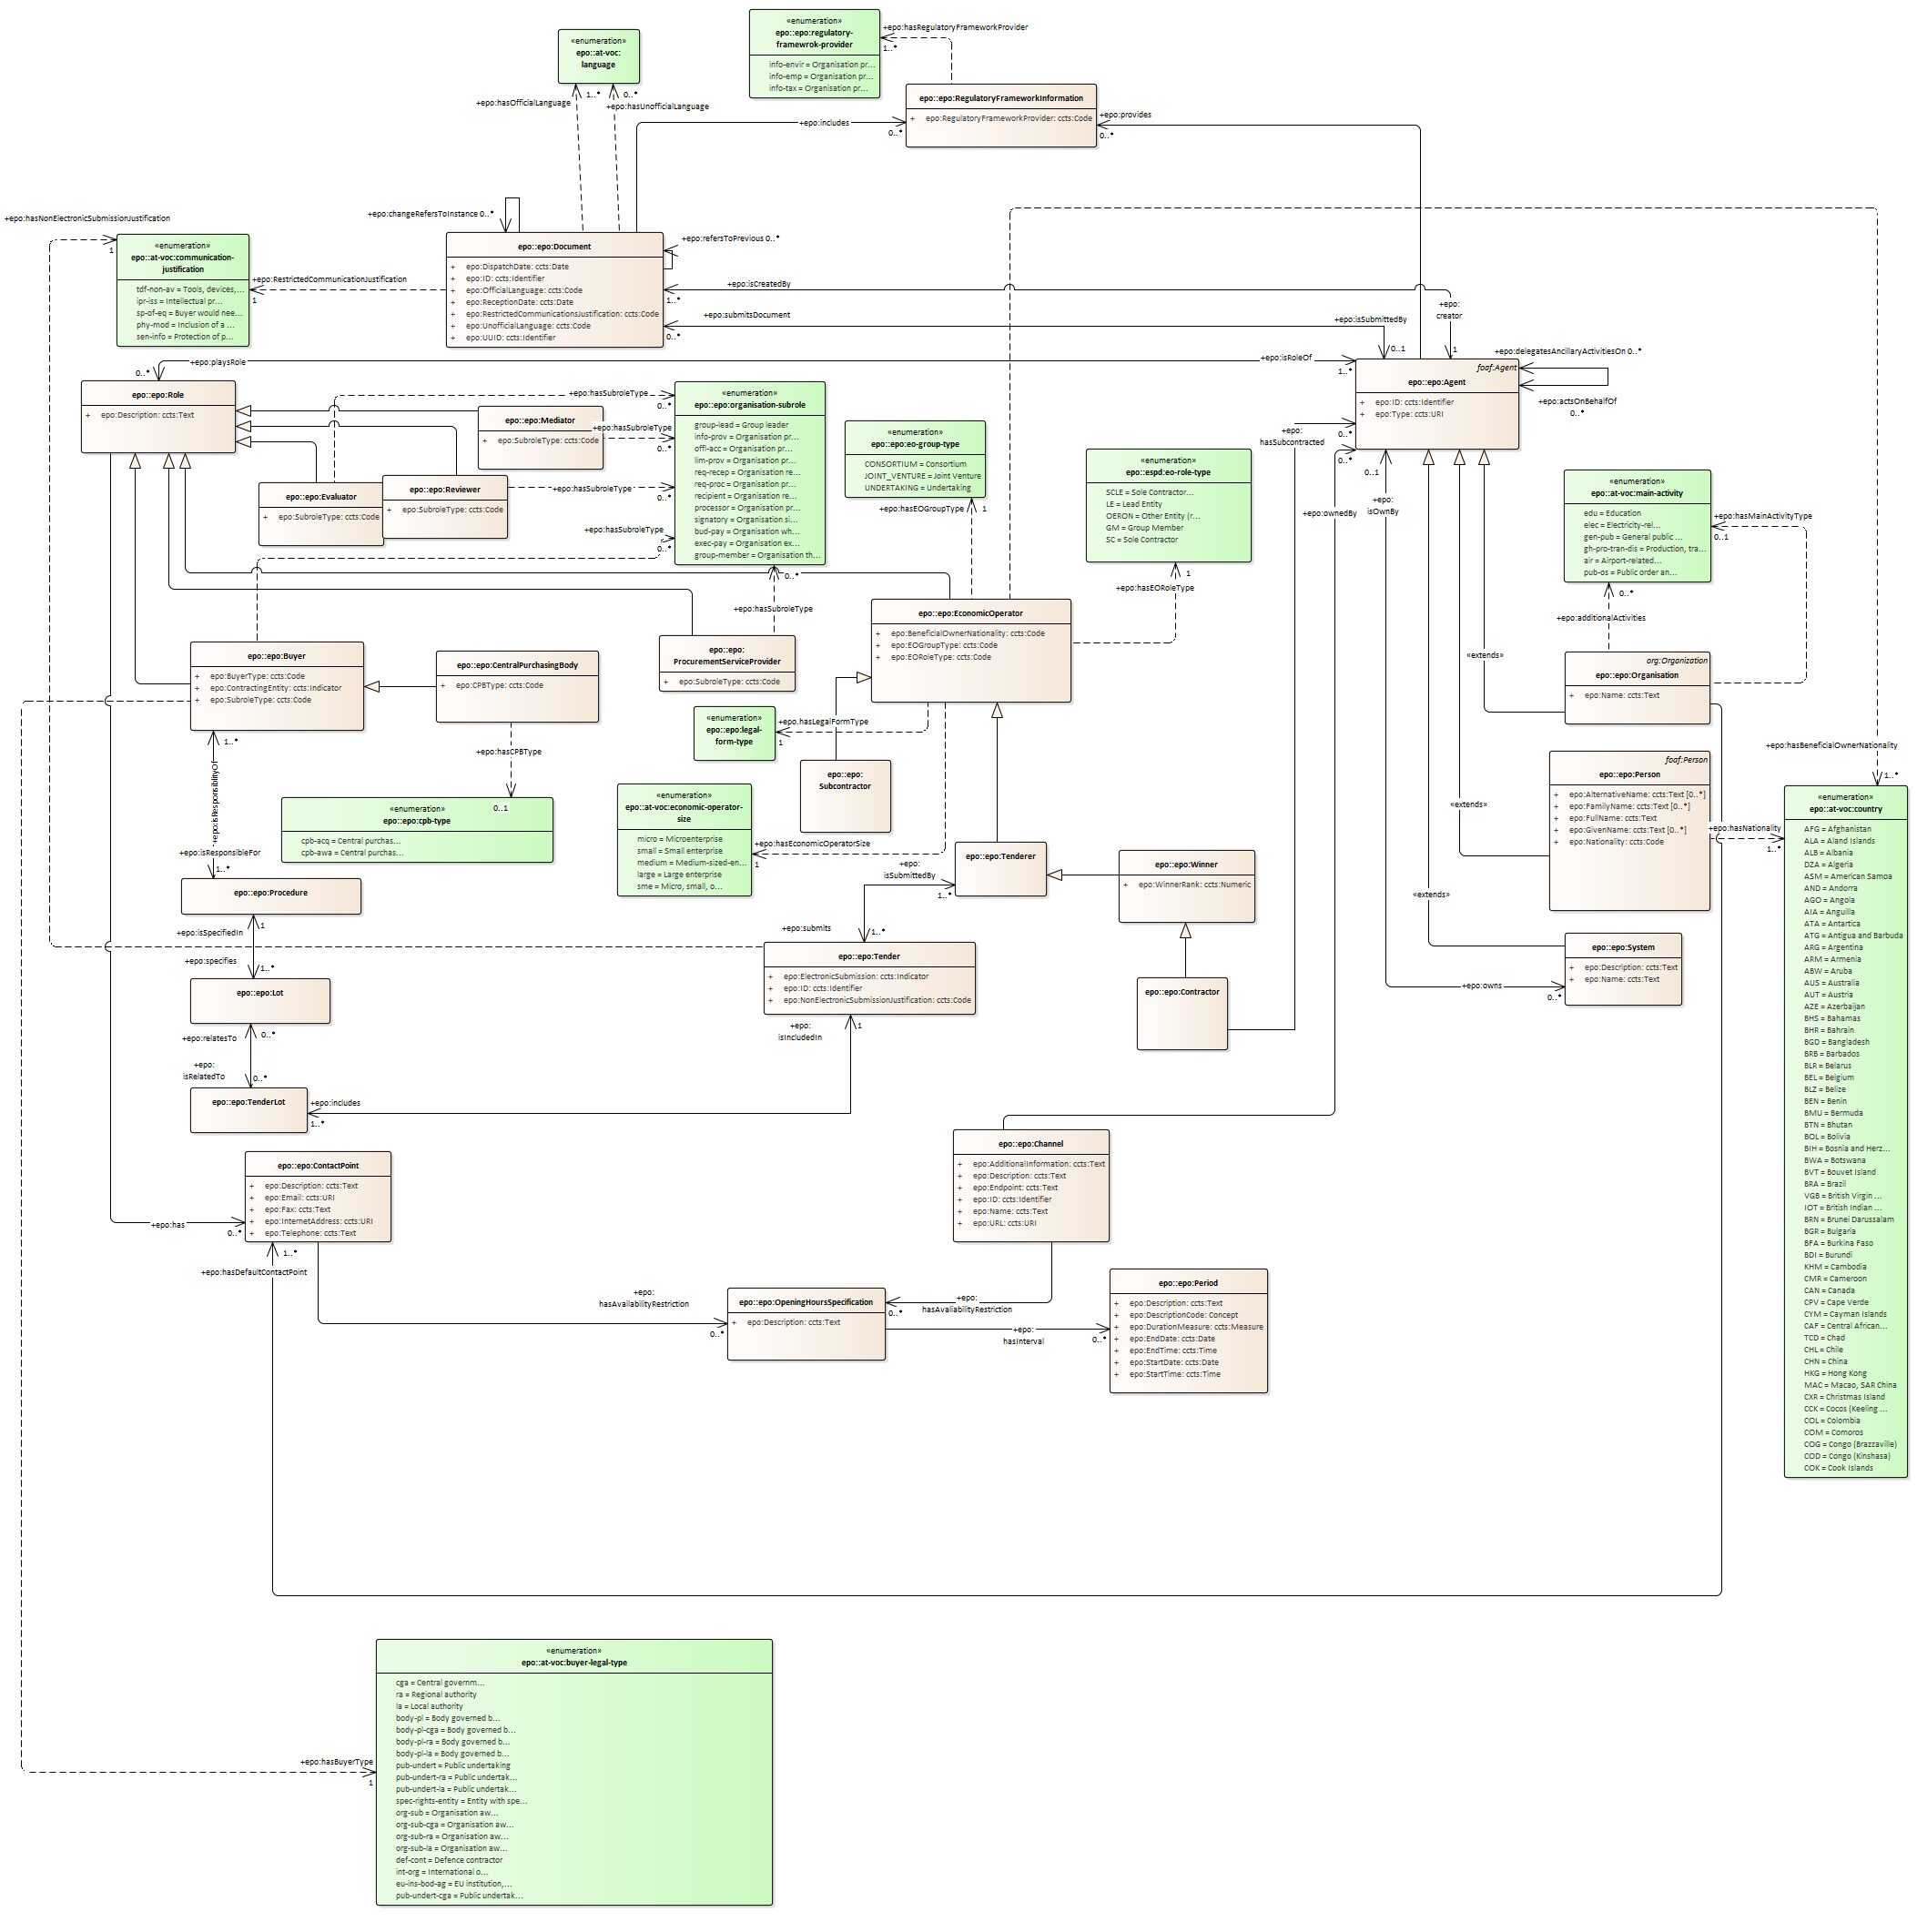 «enumeration»
epo::epo:regulatory-
framewrok-provider
info-envir = Organisation pr...
info-emp = Organisation pr...
info-tax = Organisation pr...
+epo:hasRegulatoryFrameworkProvider
1..*
«enumeration»
epo::at-voc:
language
+epo:hasOfficialLanguage
1..*
0..*
+epo:hasUnofficialLanguage
epo::epo:RegulatoryFrameworkInformation
+ epo:RegulatoryFrameworkProvider: ccts:Code
+epo:includes
0..*
+epo:provides
0..*
+epo:hasNonElectronicSubmissionJustification
1
«enumeration»
epo::at-voc:communication-
justification
tdf-non-av = Tools, devices,...
ipr-iss = Intellectual pr...
sp-of-eq = Buyer would nee...
phy-mod = Inclusion of a ...
sen-info = Protection of p...
+epo:RestrictedCommunicationJustification
1
+epo:changeRefersToInstance 0..*
epo::epo:Document
+ epo:DispatchDate: ccts:Date
+ epo:ID: ccts:Identifier
+ epo:OfficialLanguage: ccts:Code
+ epo:ReceptionDate: ccts:Date
+ epo:RestrictedCommunicationsJustification: ccts:Code
+ epo:UnofficialLanguage: ccts:Code
+ epo:UUID: ccts:Identifier
+epo:refersToPrevious 0..*
+epo:isCreatedBy
1..*
+epo:
creator
1
+epo:submitsDocument
0..*
+epo:isSubmittedBy
0..1
+epo:playsRole
0..*
+epo:isRoleOf
1..*
+epo:delegatesAncillaryActivitiesOn 0..*
foaf:Agent
epo::epo:Agent
+ epo:ID: ccts:Identifier
+ epo:Type: ccts:URI
+epo:actsOnBehalfOf
0..*
epo::epo:Role
+ epo:Description: ccts:Text
epo::epo:Mediator
+ epo:SubroleType: ccts:Code
epo::epo:Evaluator
+ epo:SubroleType: ccts:Code
epo::epo:Reviewer
+ epo:SubroleType: ccts:Code
+epo:hasSubroleType
0..*
+epo:hasSubroleType
0..*
+epo:hasSubroleType
0..*
+epo:hasSubroleType
0..*
«enumeration»
epo::epo:organisation-subrole
group-lead = Group leader
info-prov = Organisation pr...
offi-acc = Organisation pr...
lim-prov = Organisation pr...
req-recep = Organisation re...
req-proc = Organisation pr...
recipient = Organisation re...
processor = Organisation pr...
signatory = Organisation si...
bud-pay = Organisation wh...
exec-pay = Organisation ex...
group-member = Organisation th...
0..*
+epo:hasSubroleType
«enumeration»
epo::epo:eo-group-type
CONSORTIUM = Consortium
JOINT_VENTURE = Joint Venture
UNDERTAKING = Undertaking
+epo:hasEOGroupType
1
«enumeration»
epo::espd:eo-role-type
SCLE = Sole Contractor...
LE = Lead Entity
OERON = Other Entity (r...
GM = Group Member
SC = Sole Contractor
1
+epo:hasEORoleType
+epo:
hasSubcontracted
0..*
0..*
+epo:ownedBy
0..1
+epo:
isOwnBy
«enumeration»
epo::at-voc:main-activity
edu = Education
elec = Electricity-rel...
gen-pub = General public ...
gh-pro-tran-dis = Production, tra...
air = Airport-related...
pub-os = Public order an...
+epo:hasMainActivityType
0..1
0..*
+epo:additionalActivities
epo::epo:EconomicOperator
+ epo:BeneficialOwnerNationality: ccts:Code
+ epo:EOGroupType: ccts:Code
+ epo:EORoleType: ccts:Code
epo::epo:
ProcurementServiceProvider
+ epo:SubroleType: ccts:Code
epo::epo:Buyer
+ epo:BuyerType: ccts:Code
+ epo:ContractingEntity: ccts:Indicator
+ epo:SubroleType: ccts:Code
epo::epo:CentralPurchasingBody
+ epo:CPBType: ccts:Code
org:Organization
epo::epo:Organisation
+ epo:Name: ccts:Text
«extends»
«enumeration»
epo::epo:legal-
form-type
+epo.hasLegalFormType
1
+epo:hasCPBType
0..1
«enumeration»
epo::epo:cpb-type
cpb-acq = Central purchas...
cpb-awa = Central purchas...
epo::epo:
Subcontractor
foaf:Person
epo::epo:Person
+ epo:AlternativeName: ccts:Text [0..*]
+ epo:FamilyName: ccts:Text [0..*]
+ epo:FullName: ccts:Text
+ epo:GivenName: ccts:Text [0..*]
+ epo:Nationality: ccts:Code
«extends»
+epo:hasNationality
1..*
+epo:hasBeneficialOwnerNationality
1..*
«enumeration»
epo::at-voc:economic-operator-
size
micro = Microenterprise
small = Small enterprise
medium = Medium-sized-en...
large = Large enterprise
sme = Micro, small, o...
+epo:hasEconomicOperatorSize
1
1..*
+epo:isResponsiblityOf
+epo:isResponsibleFor
1..*
epo::epo:Procedure
1
+epo:isSpecifiedIn
+epo:specifies
1..*
epo::epo:Lot
0..*
+epo:relatesTo
+epo:
isRelatedTo
0..*
epo::epo:TenderLot
+epo:includes
1..*
+epo:
isSubmittedBy
1..*
epo::epo:Tenderer
epo::epo:Winner
+ epo:WinnerRank: ccts:Numeric
«extends»
+epo:submits
1..*
epo::epo:Tender
+ epo:ElectronicSubmission: ccts:Indicator
+ epo:ID: ccts:Identifier
+ epo:NonElectronicSubmissionJustification: ccts:Code
+epo:
isIncludedIn
1
epo::epo:Contractor
epo::epo:System
+ epo:Description: ccts:Text
+ epo:Name: ccts:Text
+epo:owns
0..*
«enumeration»
epo::at-voc:country
AFG = Afghanistan
ALA = Aland Islands
ALB = Albania
DZA = Algeria
ASM = American Samoa
AND = Andorra
AGO = Angola
AIA = Anguilla
ATA = Antartica
ATG = Antigua and Barbuda
ARG = Argentina
ARM = Armenia
ABW = Aruba
AUS = Australia
AUT = Austria
AZE = Azerbaijan
BHS = Bahamas
BHR = Bahrain
BGD = Bangladesh
BRB = Barbados
BLR = Belarus
BEL = Belgium
BLZ = Belize
BEN = Benin
BMU = Bermuda
BTN = Bhutan
BOL = Bolivia
BIH = Bosnia and Herz...
BWA = Botswana
BVT = Bouvet Island
BRA = Brazil
VGB = British Virgin ...
IOT = British Indian ...
BRN = Brunei Darussalam
BGR = Bulgaria
BFA = Burkina Faso
BDI = Burundi
KHM = Cambodia
CMR = Cameroon
CAN = Canada
CPV = Cape Verde
CYM = Cayman Islands
CAF = Central African...
TCD = Chad
CHL = Chile
CHN = China
HKG = Hong Kong
MAC = Macao, SAR China
CXR = Christmas Island
CCK = Cocos (Keeling ...
COL = Colombia
COM = Comoros
COG = Congo (Brazzaville)
COD = Congo (Kinshasa)
COK = Cook Islands
epo::epo:ContactPoint
+ epo:Description: ccts:Text
+ epo:Email: ccts:URI
+ epo:Fax: ccts:Text
+ epo:InternetAddress: ccts:URI
+ epo:Telephone: ccts:Text
+epo:has
0..*
1..*
+epo:hasDefaultContactPoint
epo::epo:Channel
+ epo:AdditionalInformation: ccts:Text
+ epo:Description: ccts:Text
+ epo:Endpoint: ccts:Text
+ epo:ID: ccts:Identifier
+ epo:Name: ccts:Text
+ epo:URL: ccts:URI
+epo:
hasAvailabilityRestriction
0..*
epo::epo:OpeningHoursSpecification
+ epo:Description: ccts:Text
+epo:
hasAvaliabilityRestriction
0..*
+epo:
hasInterval
0..*
epo::epo:Period
+ epo:Description: ccts:Text
+ epo:DescriptionCode: Concept
+ epo:DurationMeasure: ccts:Measure
+ epo:EndDate: ccts:Date
+ epo:EndTime: ccts:Time
+ epo:StartDate: ccts:Date
+ epo:StartTime: ccts:Time
+epo:hasBuyerType
1
«enumeration»
epo::at-voc:buyer-legal-type
cga = Central governm...
ra = Regional authority
la = Local authority
body-pl = Body governed b...
body-pl-cga = Body governed b...
body-pl-ra = Body governed b...
body-pl-la = Body governed b...
pub-undert = Public undertaking
pub-undert-ra = Public undertak...
pub-undert-la = Public undertak...
spec-rights-entity = Entity with spe...
org-sub = Organisation aw...
org-sub-cga = Organisation aw...
org-sub-ra = Organisation aw...
org-sub-la = Organisation aw...
def-cont = Defence contractor
int-org = International o...
eu-ins-bod-ag = EU institution,...
pub-undert-cga = Public undertak...